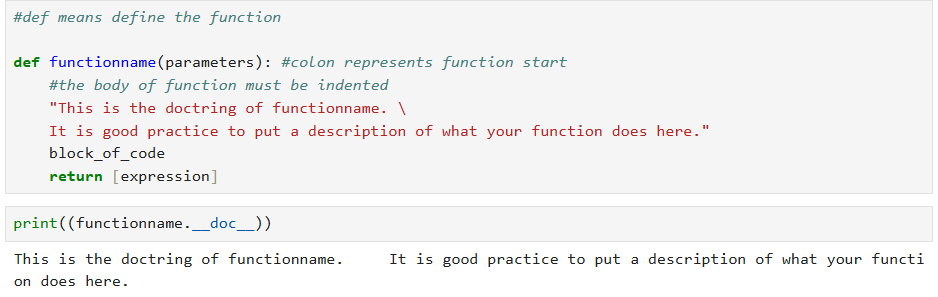 #def means define the function
def functionname(parameters): #colon represents function start
    #the body of function must be indented
    "This is the doctring of functionname. \
    It is good practice to put a description of what your function does here."
    block_of_code
    return [expression]
print((functionname.__doc__))
This is the doctring of functionname.     It is good practice to put a description of what your functi
on does here.